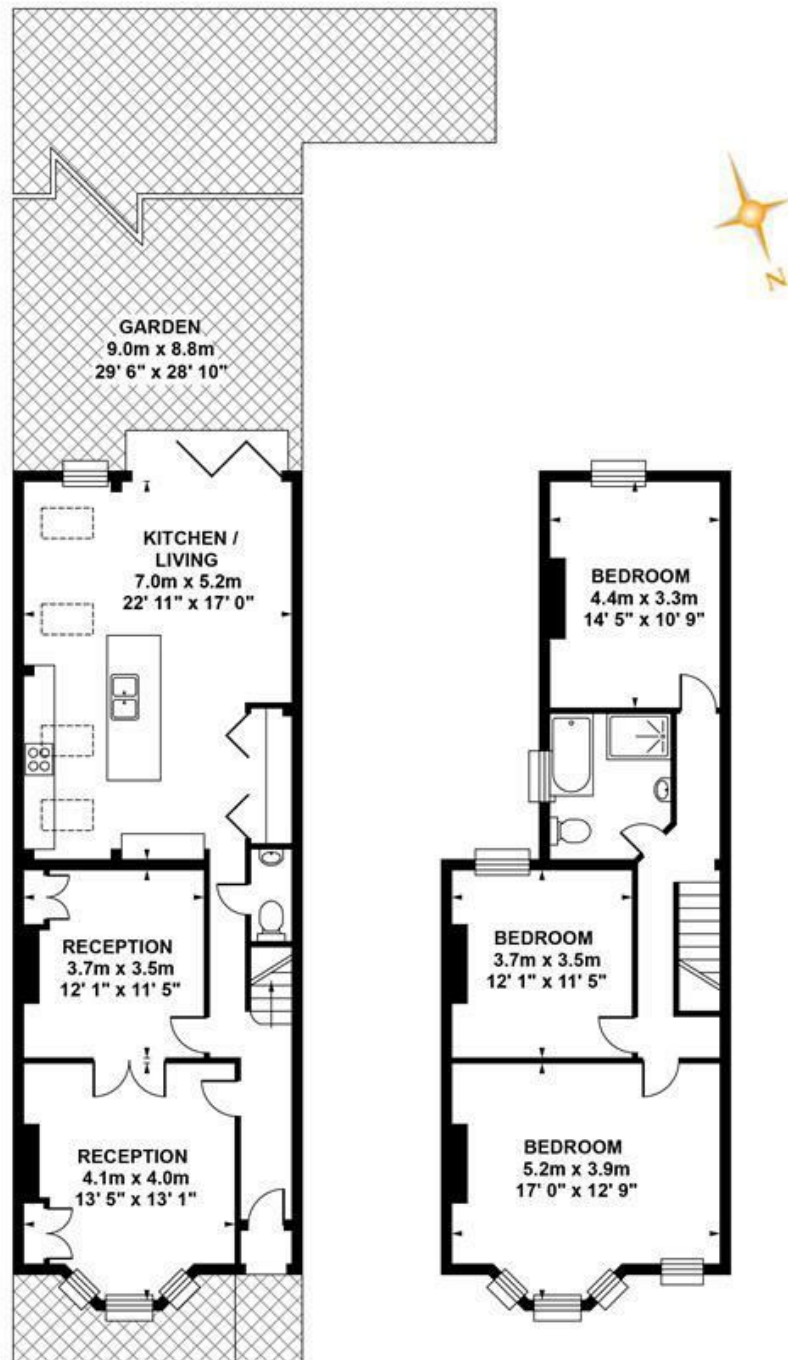 GARDEN
9.0m x 8.8m
29' 6" x 28' 10"
N
KITCHEN /
LIVING
7.0m x 5.2m
22' 11" x 17' 0"
RECEPTION
3.7m x 3.5m
12' 1" x 11' 5"
RECEPTION
4.1m x 4.0m
13' 5" x 13' 1"
BEDROOM
4.4m x 3.3m
14' 5" x 10' 9"
BEDROOM
3.7m x 3.5m
12' 1" x 11' 5"
BEDROOM
5.2m x 3.9m
17' 0" x 12' 9"